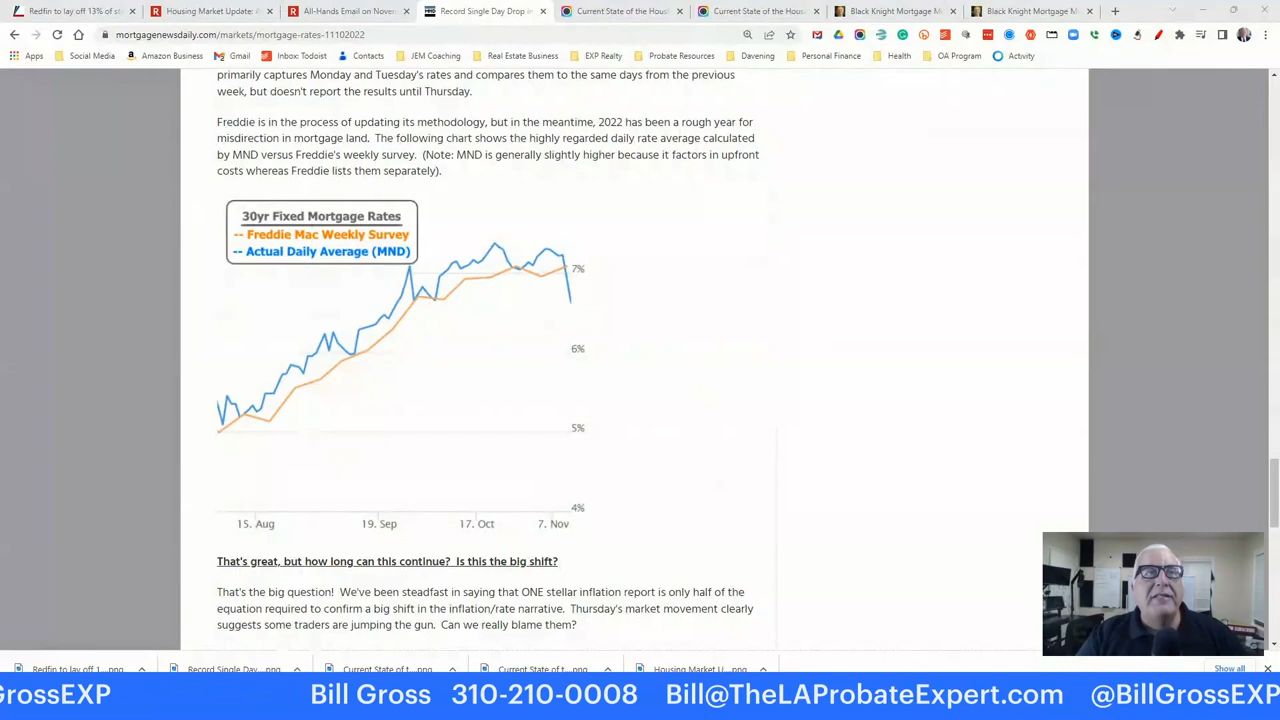 Redfin to lay off 13% of st
Housing Market Update: A
All-Hands Email on Novem
Record Single Day Drop in
Current State of the Hous
Current State of the Hous
Black Knight Mortgage M
Black Knight Mortgage M
mortgagenewsdaily.com/markets/mortgage-rates-11102022
Apps
Social Media
Amazon Business
Gmail
Inbox: Todoist
Contacts
JEM Coaching
Real Estate Business
EXP Realty
Probate Resources
Davening
Personal Finance
Health
OA Program
Activity
primarily captures Monday and Tuesday's rates and compares them to the same days from the previous
week, but doesn't report the results until Thursday.
Freddie is in the process of updating its methodology, but in the meantime, 2022 has been a rough year for
misdirection in mortgage land. The following chart shows the highly regarded daily rate average calculated
by MND versus Freddie's weekly survey. (Note: MND is generally slightly higher because it factors in upfront
costs whereas Freddie lists them separately).
30yr Fixed Mortgage Rates
-- Freddie Mac Weekly Survey
-- Actual Daily Average (MND)
7%
6%
5%
4%
15. Aug
19. Sep
17. Oct
7. Nov
That's great, but how long can this continue? Is this the big shift?
That's the big question! We've been steadfast in saying that ONE stellar inflation report is only half of the
equation required to confirm a big shift in the inflation/rate narrative. Thursday's market movement clearly
suggests some traders are jumping the gun. Can we really blame them?
Redfin to lay off 1....png
Record Single Day....png
Current State of t....png
Current State of t....png
Housing Market U....png
Show all
GrossEXP
Bill Gross 310-210-0008 Bill@TheLAProbateExpert.com @BillGrossEXP